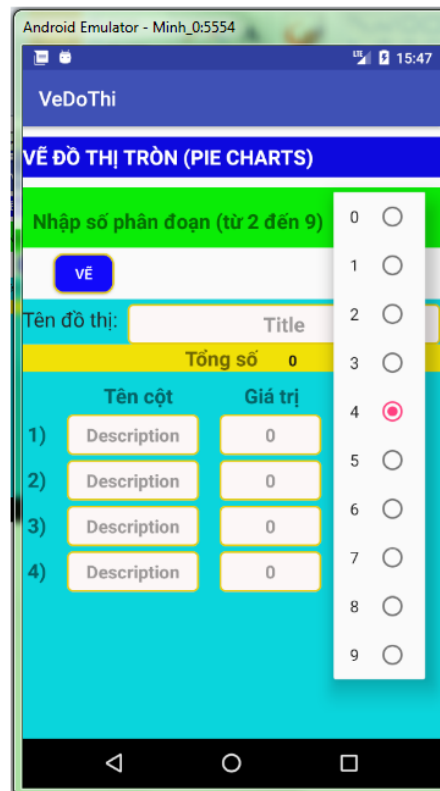 Android Emulator - Minh_0:5554
LTE 15:47
VeDoThi
VẼ ĐỒ THỊ TRÒN (PIE CHARTS)
Nhập số phân đoạn (từ 2 đến 9)
VẼ
Tên đồ thị: Title
Tổng số 0
Tên cột Giá trị
1) Description 0
2) Description 0
3) Description 0
4) Description 0
0
1
2
3
4
5
6
7
8
9